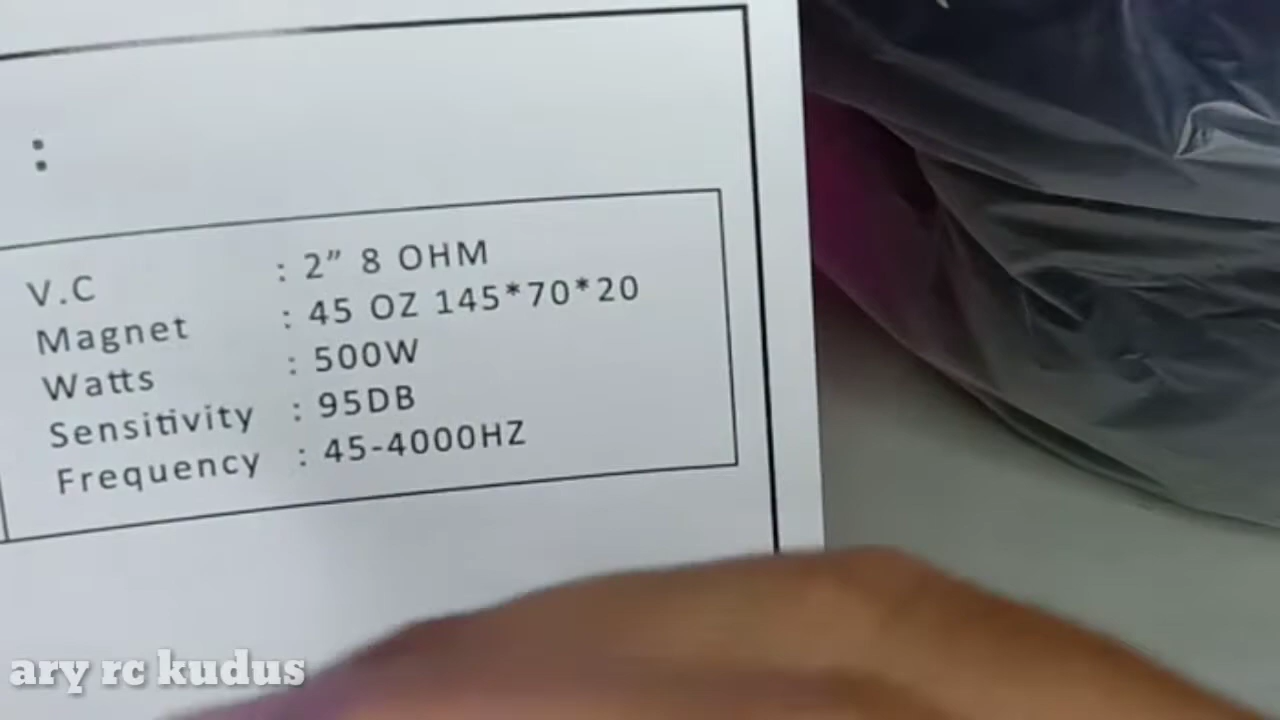 :
V.C : 2” 8 OHM
Magnet : 45 OZ 145*70*20
Watts : 500W
Sensitivity : 95DB
Frequency : 45-4000HZ
ary rc kudus